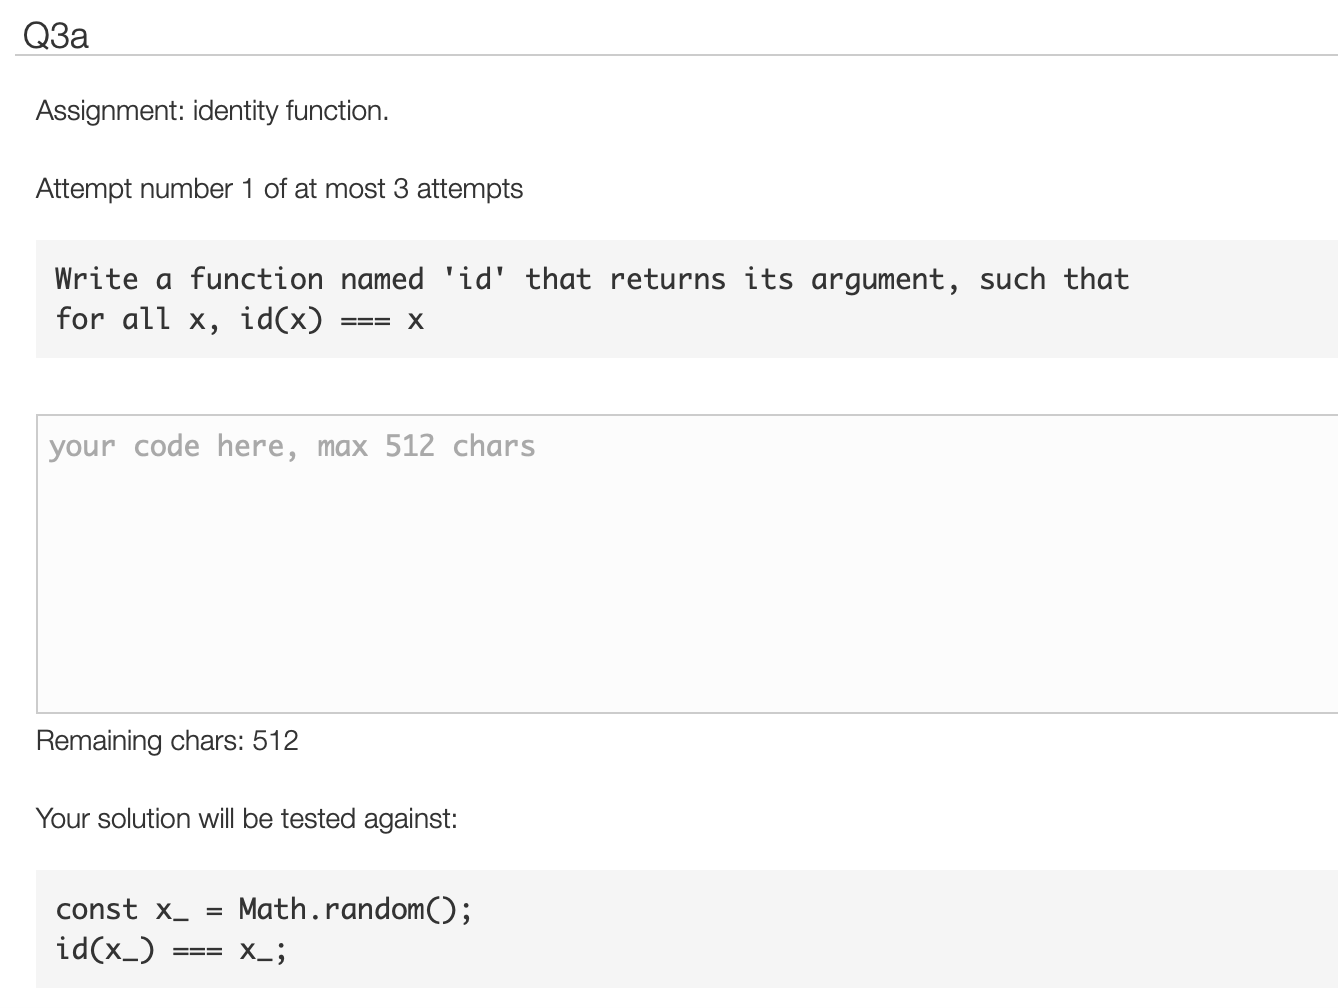 Q3a
Assignment: identity function.
Attempt number 1 of at most 3 attempts
Write a function named 'id' that returns its argument, such that
for all x, id(x) === x
your code here, max 512 chars
Remaining chars: 512
Your solution will be tested against:
const x_ = Math.random();
id(x_) === x_;